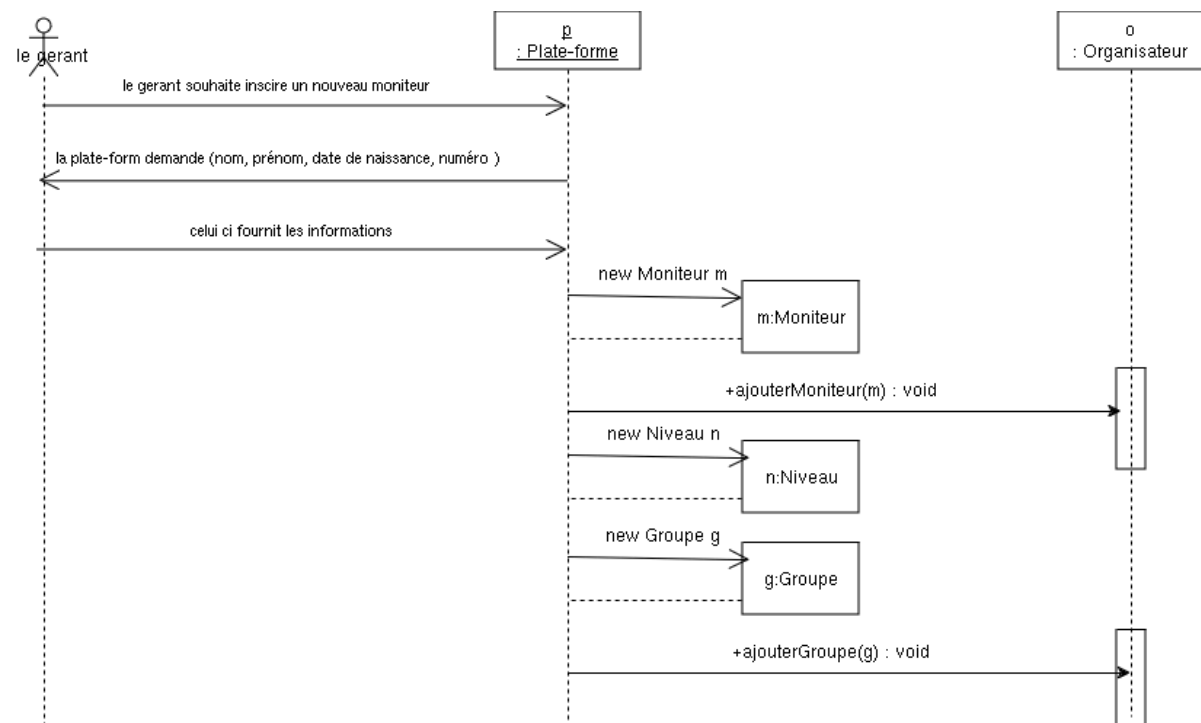 le gerant
p
: Plate-forme
o
: Organisateur
le gerant souhaite inscire un nouveau moniteur
la plate-form demande (nom, prénom, date de naissance, numéro )
celui ci fournit les informations
new Moniteur m
m:Moniteur
+ajouterMoniteur(m) : void
new Niveau n
n:Niveau
new Groupe g
g:Groupe
+ajouterGroupe(g) : void